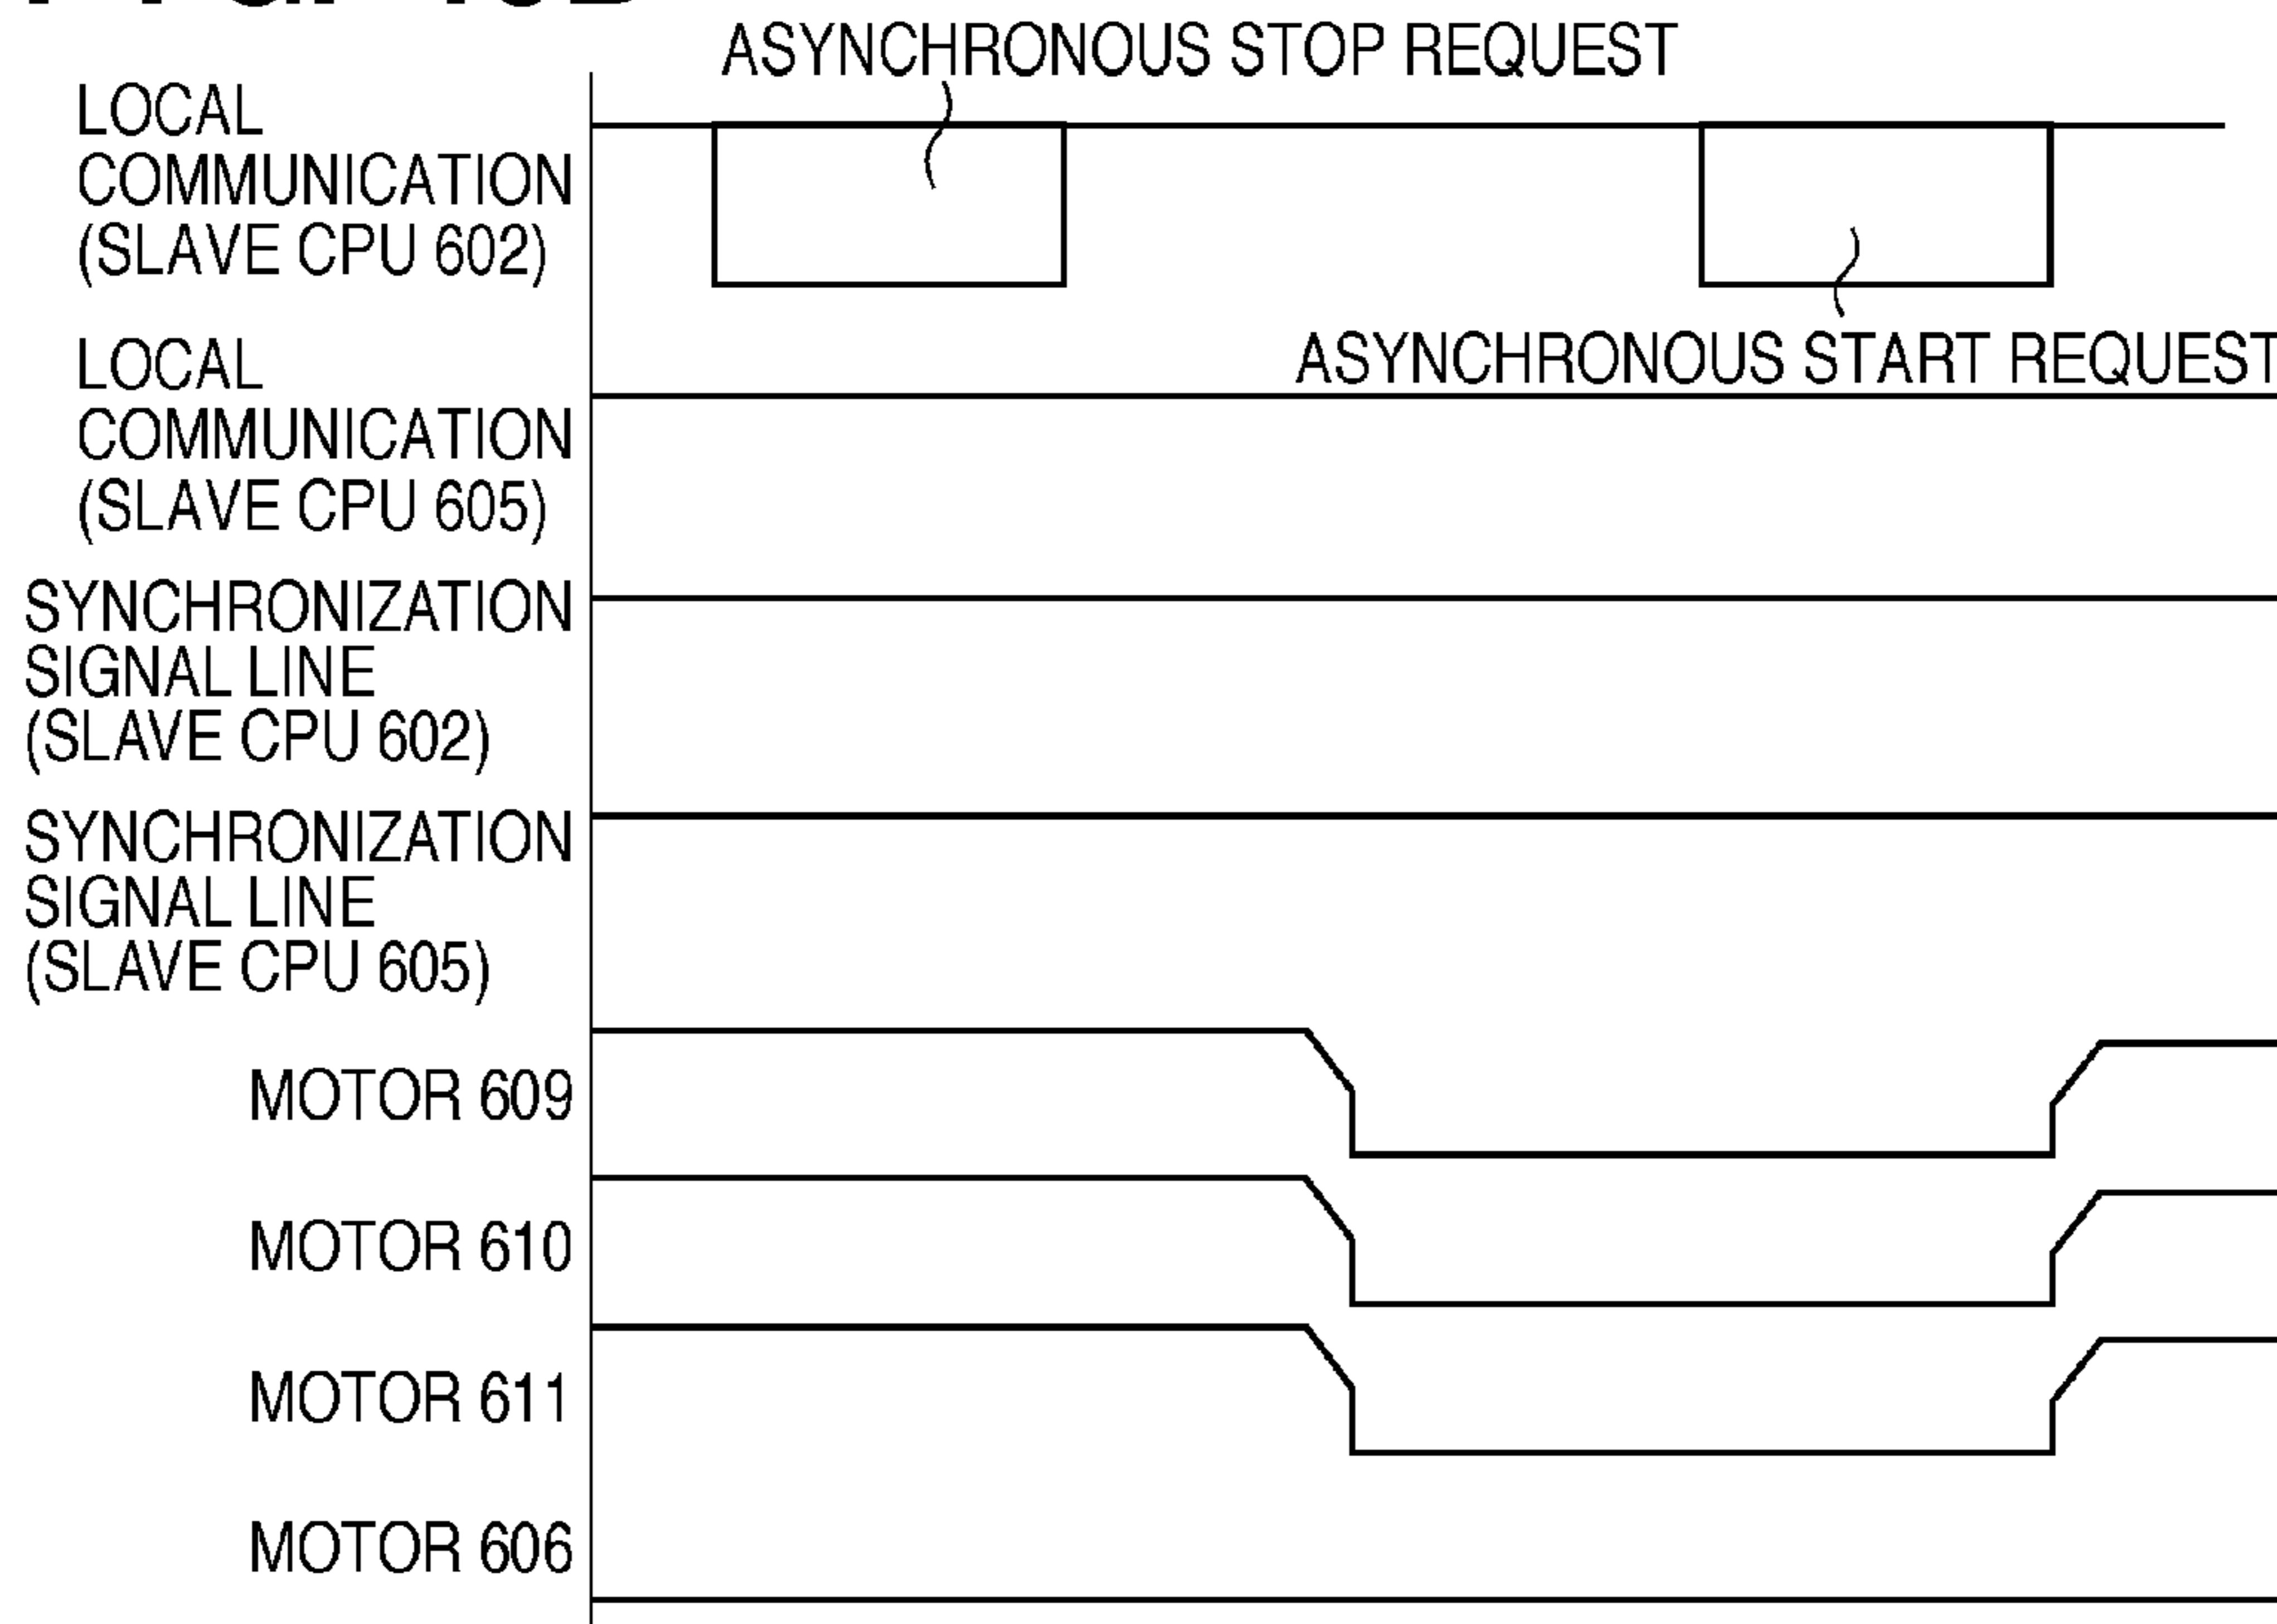 ASYNCHRONOUS STOP REQUEST
LOCAL
COMMUNICATION
(SLAVE CPU 602)
ASYNCHRONOUS START REQUEST
LOCAL
COMMUNICATION
(SLAVE CPU 605)
SYNCHRONIZATION
SIGNAL LINE
(SLAVE CPU 602)
SYNCHRONIZATION
SIGNAL LINE
(SLAVE CPU 605)
MOTOR 609
MOTOR 610
MOTOR 611
MOTOR 606